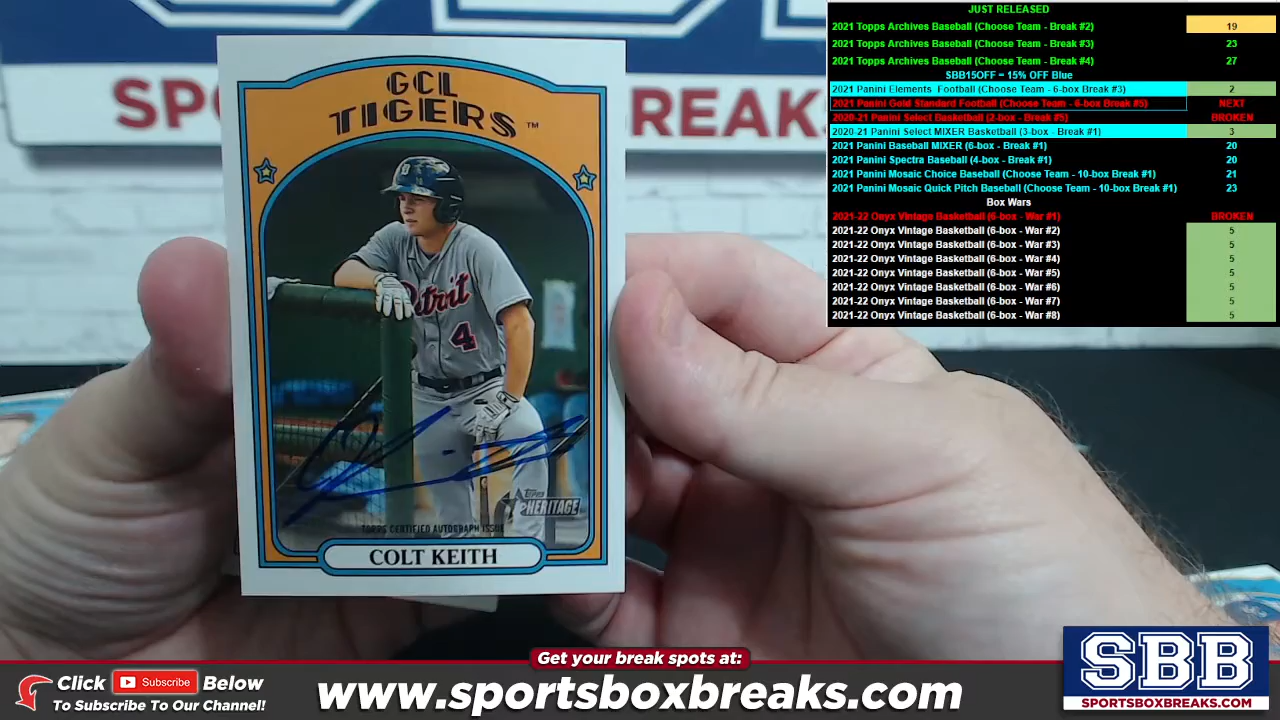 GCL
TIGERS™
Detroit
4
TOPPS CERTIFIED AUTOGRAPH ISSUE
TOPPS
HERITAGE
COLT KEITH
SPORTS BREAKS
JUST RELEASED
2021 Topps Archives Baseball (Choose Team - Break #2) 19
2021 Topps Archives Baseball (Choose Team - Break #3) 23
2021 Topps Archives Baseball (Choose Team - Break #4) 27
SBB15OFF = 15% OFF Blue
2021 Panini Elements Football (Choose Team - 6-box Break #3) 2
2021 Panini Gold Standard Football (Choose Team - 6-box Break #5) NEXT
2020-21 Panini Select Basketball (2-box - Break #5) BROKEN
2020-21 Panini Select MIXER Basketball (3-box - Break #1) 3
2021 Panini Baseball MIXER (6-box - Break #1) 20
2021 Panini Spectra Baseball (4-box - Break #1) 20
2021 Panini Mosaic Choice Baseball (Choose Team - 10-box Break #1) 21
2021 Panini Mosaic Quick Pitch Baseball (Choose Team - 10-box Break #1) 23
Box Wars
2021-22 Onyx Vintage Basketball (6-box - War #1) BROKEN
2021-22 Onyx Vintage Basketball (6-box - War #2) 5
2021-22 Onyx Vintage Basketball (6-box - War #3) 5
2021-22 Onyx Vintage Basketball (6-box - War #4) 5
2021-22 Onyx Vintage Basketball (6-box - War #5) 5
2021-22 Onyx Vintage Basketball (6-box - War #6) 5
2021-22 Onyx Vintage Basketball (6-box - War #7) 5
2021-22 Onyx Vintage Basketball (6-box - War #8) 5
Get your break spots at:
Click Subscribe Below
To Subscribe To Our Channel!
www.sportsboxbreaks.com
SBB
SPORTSBOXBREAKS.COM